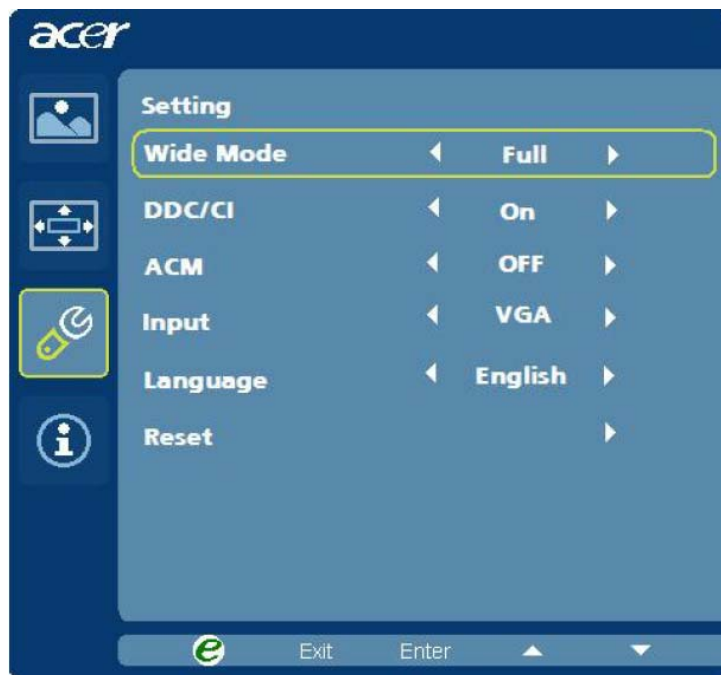 acer
Setting
Wide Mode Full
DDC/CI On
ACM OFF
Input VGA
Language English
Reset
e Exit Enter